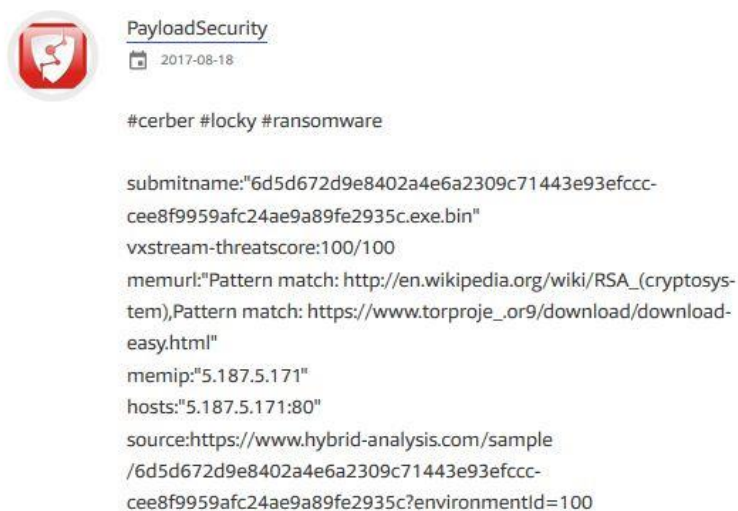 PayloadSecurity
2017-08-18
#cerber #locky #ransomware
submitname:"6d5d672d9e8402a4e6a2309c71443e93efccc-
cee8f9959afc24ae9a89fe2935c.exe.bin"
vxstream-threatscore:100/100
memurl:"Pattern match: http://en.wikipedia.org/wiki/RSA_(cryptosys-
tem),Pattern match: https://www.torproje_.or9/download/download-
easy.html"
memip:"5.187.5.171"
hosts:"5.187.5.171:80"
source:https://www.hybrid-analysis.com/sample
/6d5d672d9e8402a4e6a2309c71443e93efccc-
cee8f9959afc24ae9a89fe2935c?environmentId=100